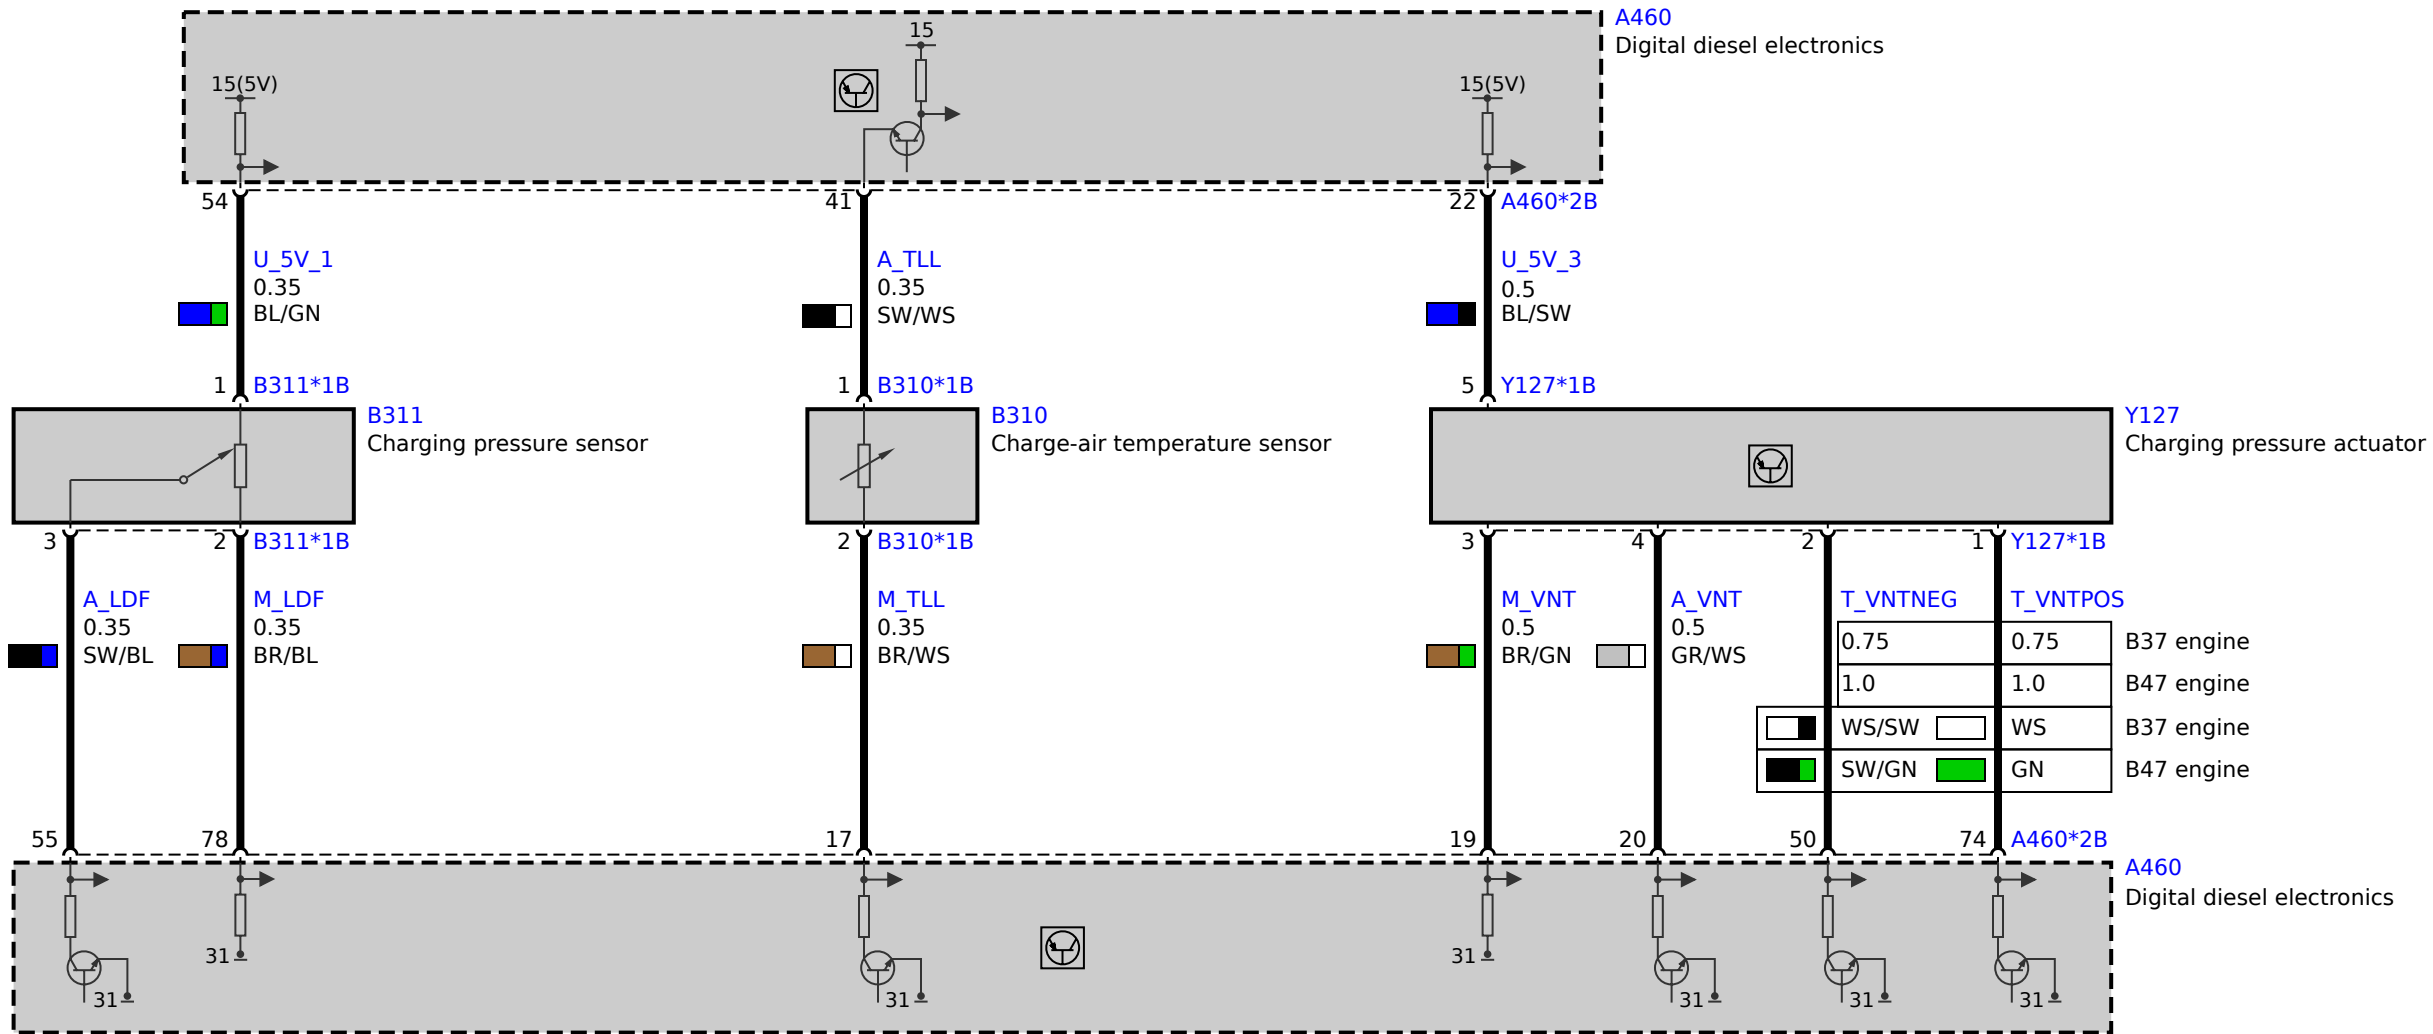 A460
Digital diesel electronics
15
15(5V)
15(5V)
54
41
22
A460*2B
U_5V_1
0.35
BL/GN
A_TLL
0.35
SW/WS
U_5V_3
0.5
BL/SW
1
B311*1B
1
B310*1B
5
Y127*1B
B311
Charging pressure sensor
B310
Charge-air temperature sensor
Y127
Charging pressure actuator
3
2
B311*1B
2
B310*1B
3
4
2
1
Y127*1B
A_LDF
0.35
SW/BL
M_LDF
0.35
BR/BL
M_TLL
0.35
BR/WS
M_VNT
0.5
BR/GN
A_VNT
0.5
GR/WS
T_VNTNEG
T_VNTPOS
0.75
0.75
B37 engine
1.0
1.0
B47 engine
WS/SW
WS
B37 engine
SW/GN
GN
B47 engine
55
78
17
19
20
50
74
A460*2B
A460
Digital diesel electronics
31
31
31
31
31
31
31